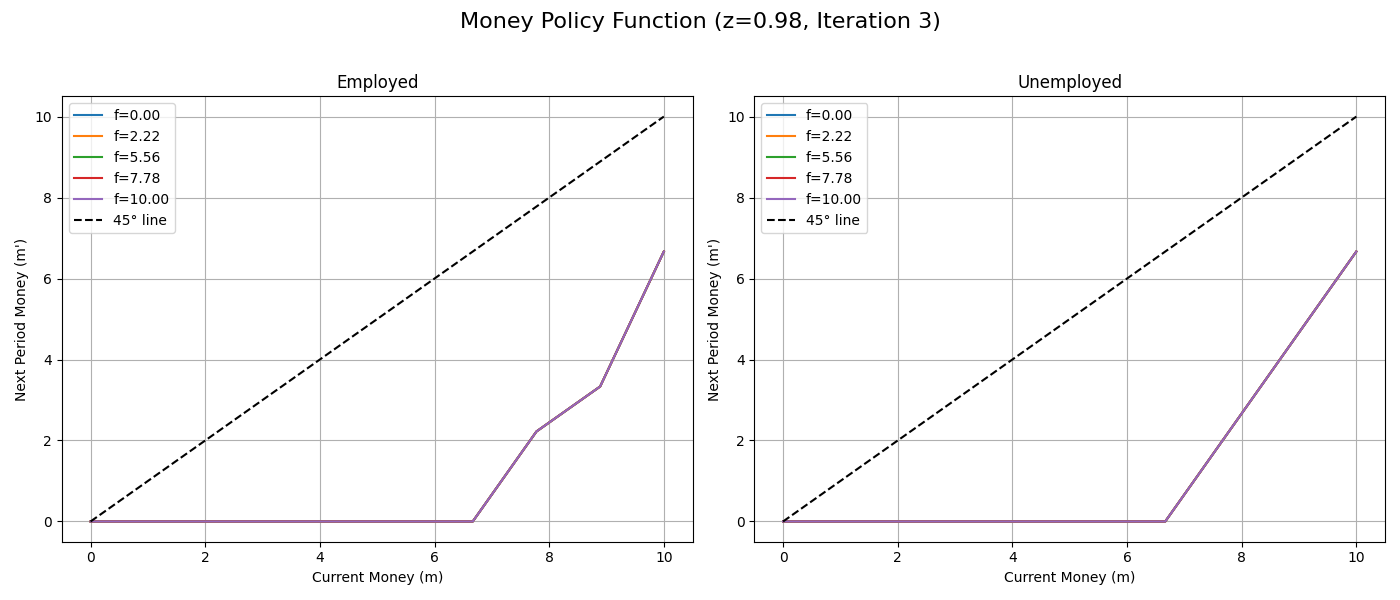 Money Policy Function (z=0.98, Iteration 3)
Employed
f=0.00
f=2.22
f=5.56
f=7.78
f=10.00
45° line
10
8
6
4
2
0
Next Period Money (m')
0 2 4 6 8 10
Current Money (m)
Unemployed
f=0.00
f=2.22
f=5.56
f=7.78
f=10.00
45° line
10
8
6
4
2
0
Next Period Money (m')
0 2 4 6 8 10
Current Money (m)